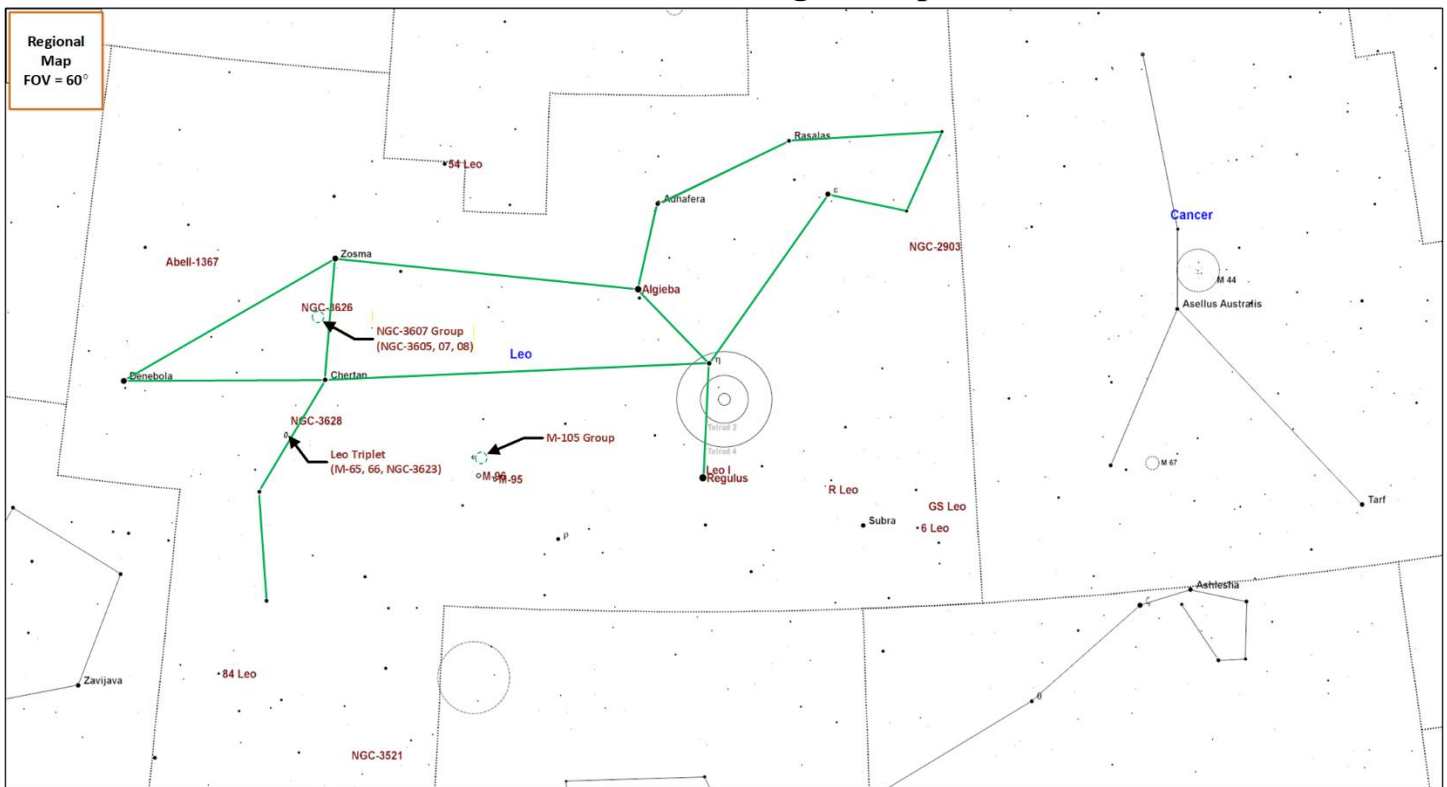 Regional
Map
FOV = 60°
Rasalas
54 Leo
ε
Adhafera
Cancer
Zosma
NGC-2903
Abell-1367
M 44
Algieba
Asellus Australis
NGC-3626
NGC-3607 Group
(NGC-3605, 07, 08)
Leo
η
Denebola
Chertan
NGC-3628
Telrad 2
M-105 Group
Telrad 4
Leo Triplet
(M-65, 66, NGC-3623)
M 67
Leo I
M-96
M-95
Regulus
R Leo
GS Leo
Tarf
Subra
6 Leo
ρ
Ashlesha
ζ
84 Leo
Zavijava
θ
NGC-3521